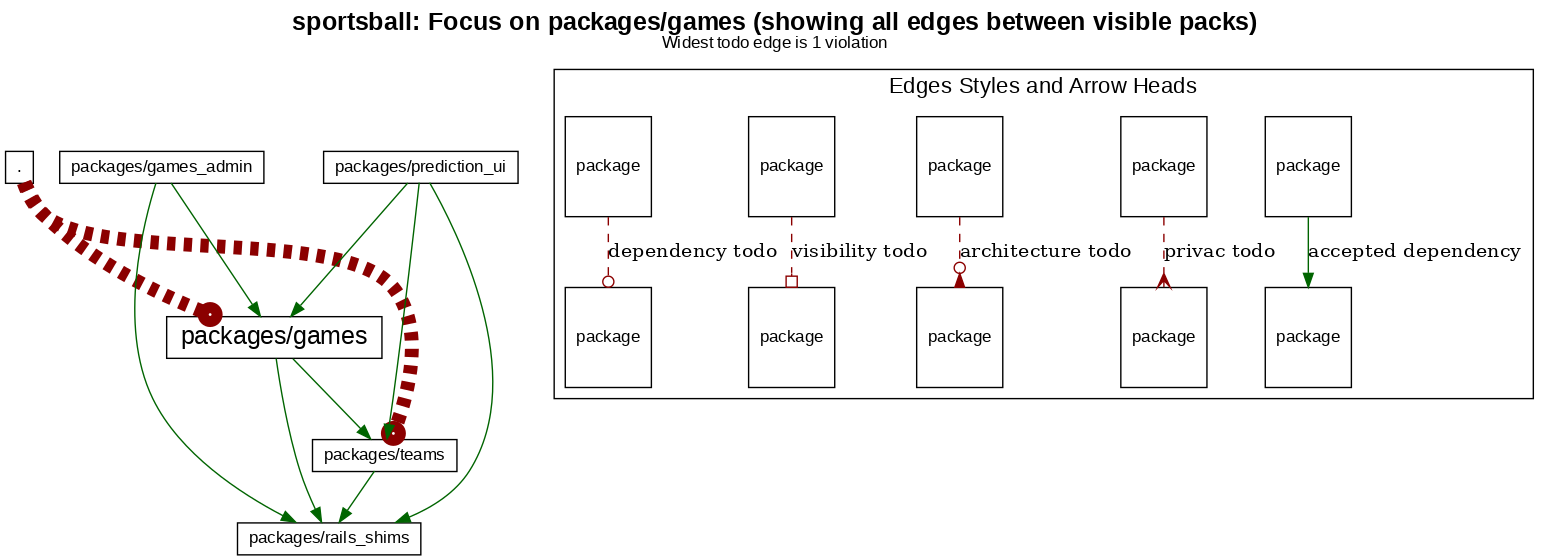 sportsball: Focus on packages/games (showing all edges between visible packs)
Widest todo edge is 1 violation
.
packages/games_admin
packages/prediction_ui
packages/games
packages/teams
packages/rails_shims
Edges Styles and Arrow Heads
package
package
package
package
package
dependency todo
visibility todo
architecture todo
privac todo
accepted dependency
package
package
package
package
package